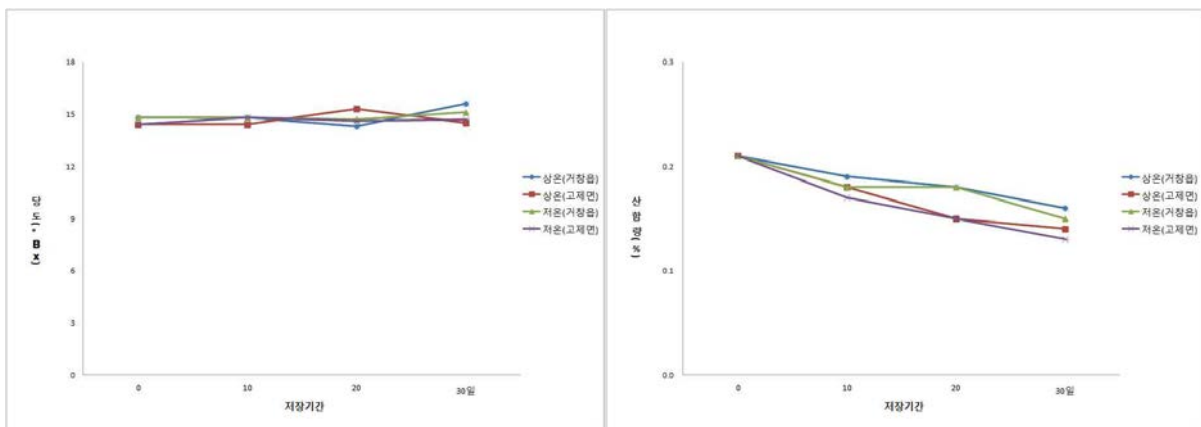 18
15
12
9
6
3
0
당도(°Bx)
0
10
20
30일
저장기간
상온(거창읍)
상온(고제면)
저온(거창읍)
저온(고제면)
0.3
0.2
0.1
0.0
산함량(%)
0
10
20
30일
저장기간
상온(거창읍)
상온(고제면)
저온(거창읍)
저온(고제면)